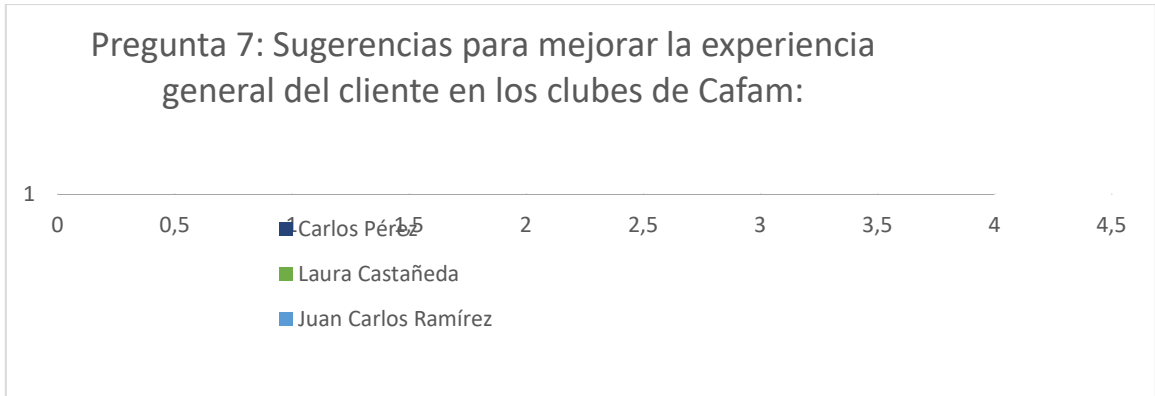 Pregunta 7: Sugerencias para mejorar la experiencia
general del cliente en los clubes de Cafam:
1
0 0,5 1 1,5 2 2,5 3 3,5 4 4,5
Carlos Pérez
Laura Castañeda
Juan Carlos Ramírez